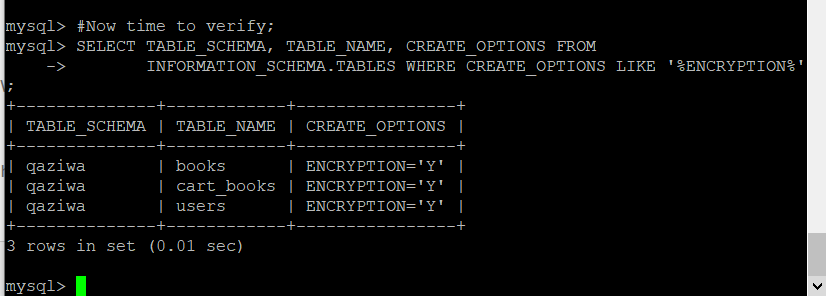 mysql> #Now time to verify;
mysql> SELECT TABLE_SCHEMA, TABLE_NAME, CREATE_OPTIONS FROM
    ->        INFORMATION_SCHEMA.TABLES WHERE CREATE_OPTIONS LIKE '%ENCRYPTION%'
;
+--------------+------------+----------------+
| TABLE_SCHEMA | TABLE_NAME | CREATE_OPTIONS |
+--------------+------------+----------------+
| qaziwa       | books      | ENCRYPTION='Y' |
| qaziwa       | cart_books | ENCRYPTION='Y' |
| qaziwa       | users      | ENCRYPTION='Y' |
+--------------+------------+----------------+
3 rows in set (0.01 sec)
mysql>